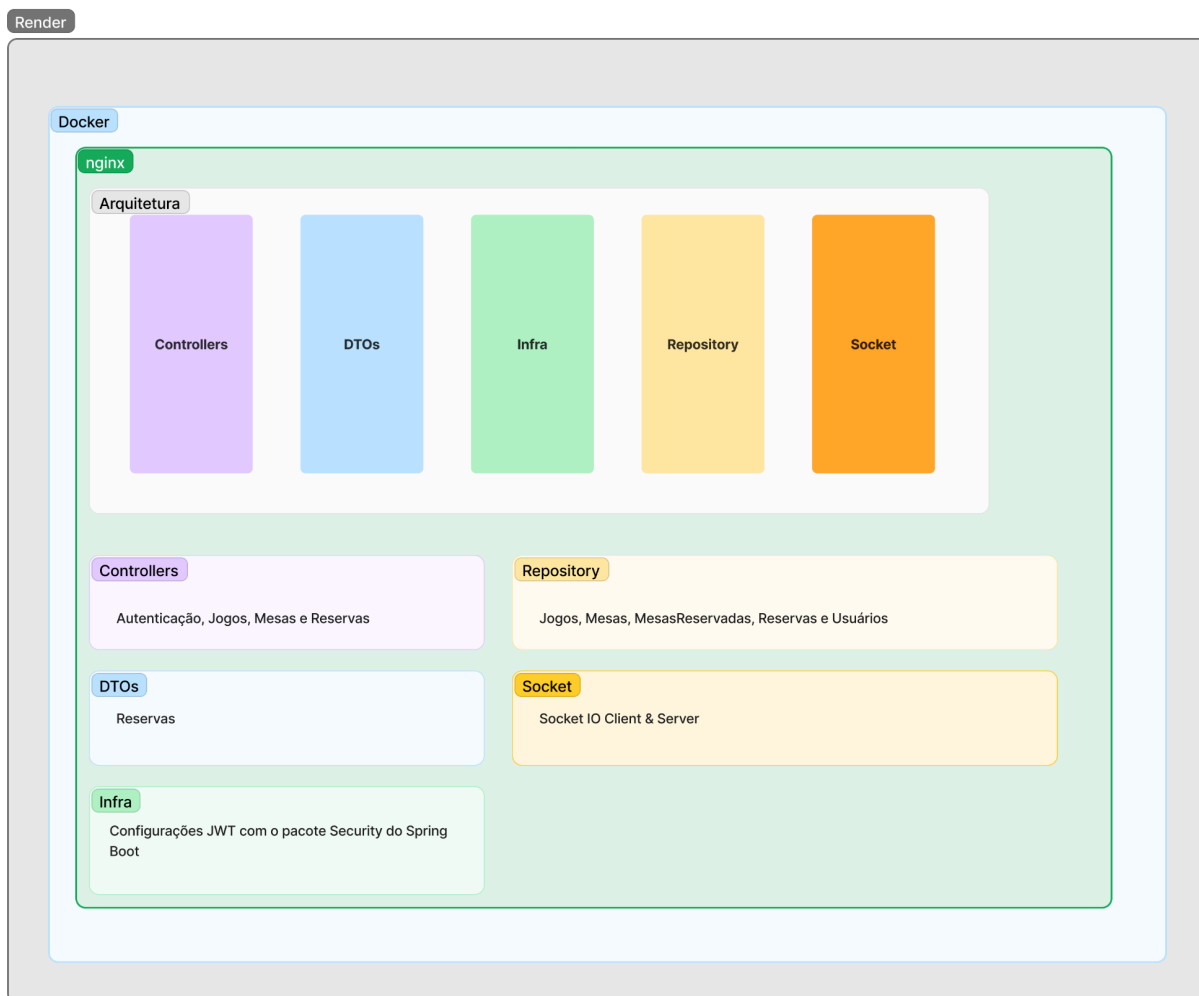 Render
Docker
nginx
Arquitetura
Controllers
DTOs
Infra
Repository
Socket
Controllers
Autenticação, Jogos, Mesas e Reservas
Repository
Jogos, Mesas, MesasReservadas, Reservas e Usuários
DTOs
Reservas
Socket
Socket IO Client & Server
Infra
Configurações JWT com o pacote Security do Spring
Boot